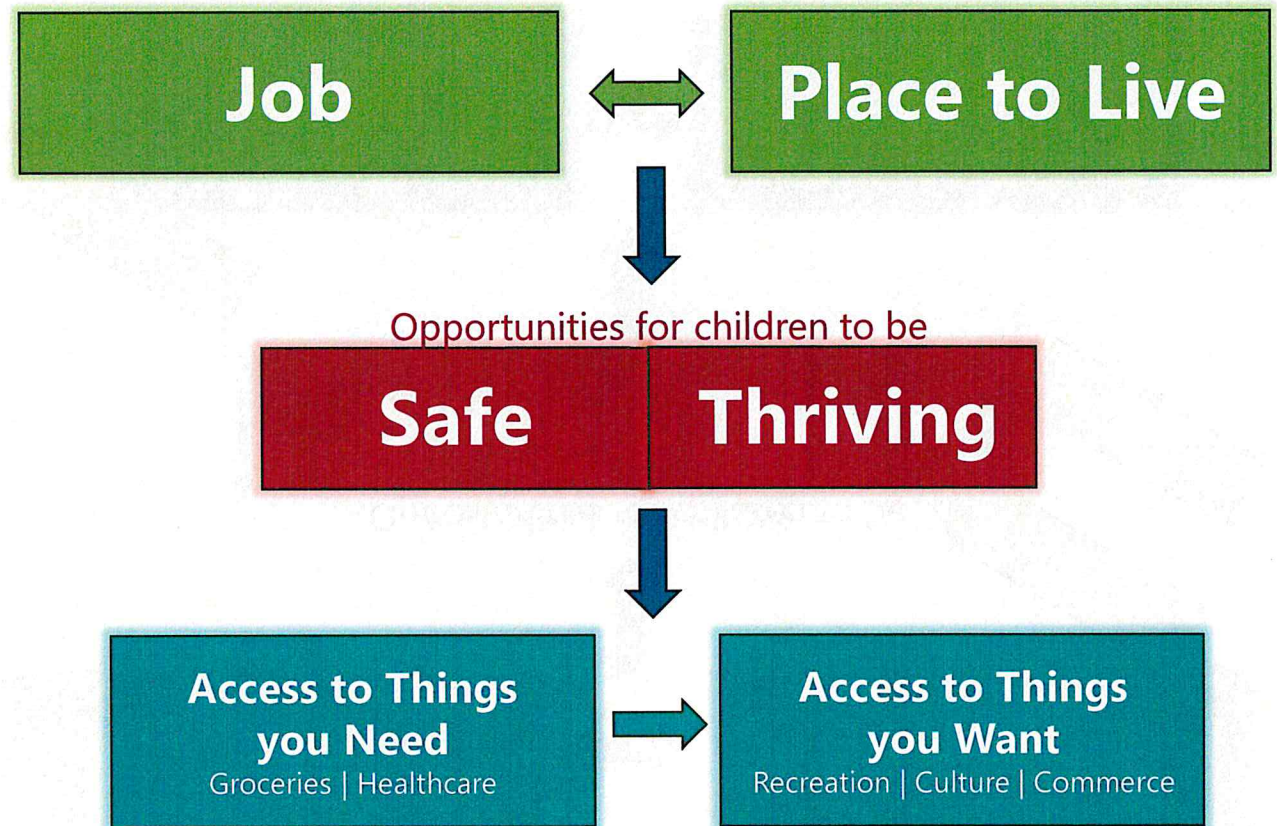 Job
Place to Live
Opportunities for children to be
Safe
Thriving
Access to Things
you Need
Groceries | Healthcare
Access to Things
you Want
Recreation | Culture | Commerce